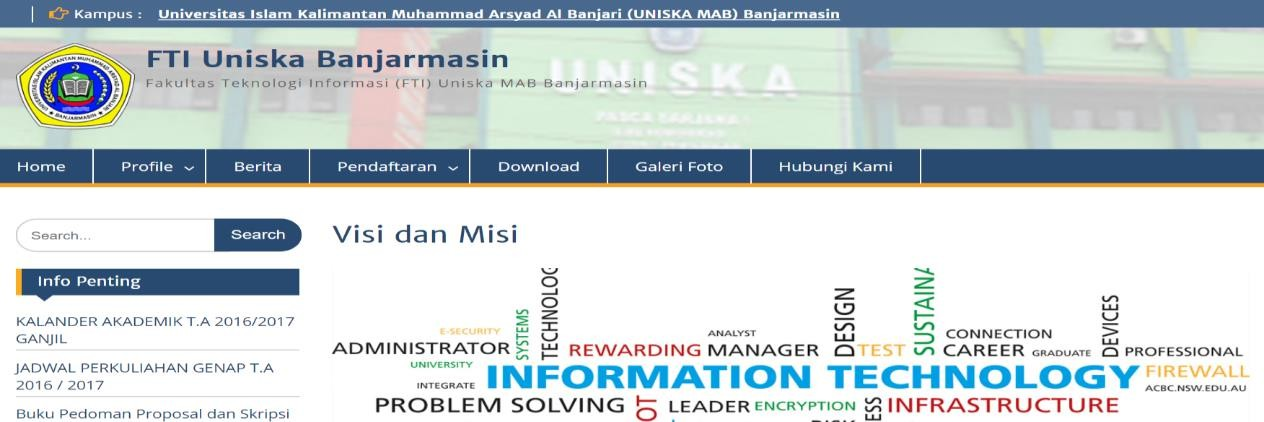 Kampus : Universitas Islam Kalimantan Muhammad Arsyad Al Banjari (UNISKA MAB) Banjarmasin
FTI Uniska Banjarmasin
Fakultas Teknologi Informasi (FTI) Uniska MAB Banjarmasin
UNISKA
Home Profile Berita Pendaftaran Download Galeri Foto Hubungi Kami
Search... Search
Info Penting
KALANDER AKADEMIK T.A 2016/2017
GANJIL
JADWAL PERKULIAHAN GENAP T.A
2016 / 2017
Buku Pedoman Proposal dan Skripsi
Visi dan Misi
E-SECURITY SYSTEMS ANALYST DESIGN CONNECTION DEVICES
ADMINISTRATOR REWARDING MANAGER TEST CAREER GRADUATE PROFESSIONAL
UNIVERSITY FIREWALL
INTEGRATE INFORMATION TECHNOLOGY ACBC.NSW.EDU.AU
PROBLEM SOLVING LEADER ENCRYPTION INFRASTRUCTURE